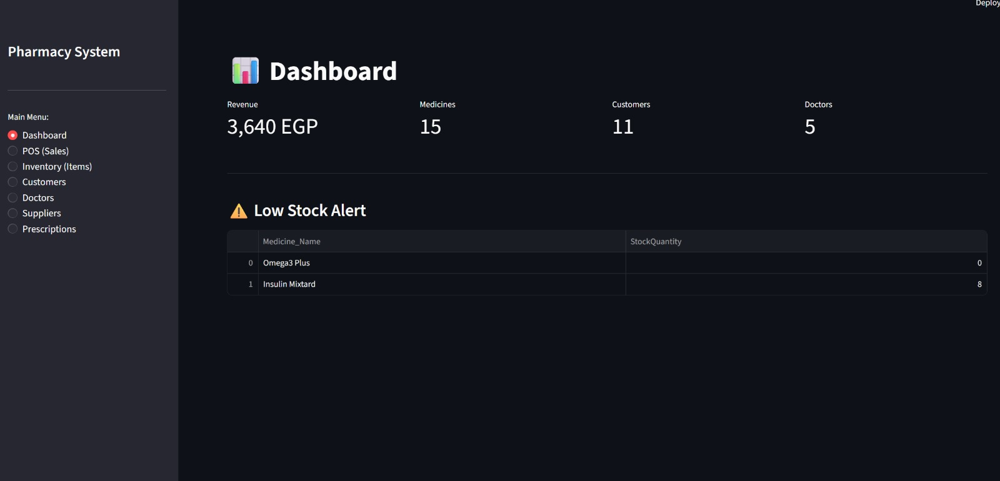 Deploy
Pharmacy System
Main Menu:
Dashboard
POS (Sales)
Inventory (Items)
Customers
Doctors
Suppliers
Prescriptions
Dashboard
Revenue Medicines Customers Doctors
3,640 EGP 15 11 5
Low Stock Alert
Medicine_Name StockQuantity
0 Omega3 Plus 0
1 Insulin Mixtard 8